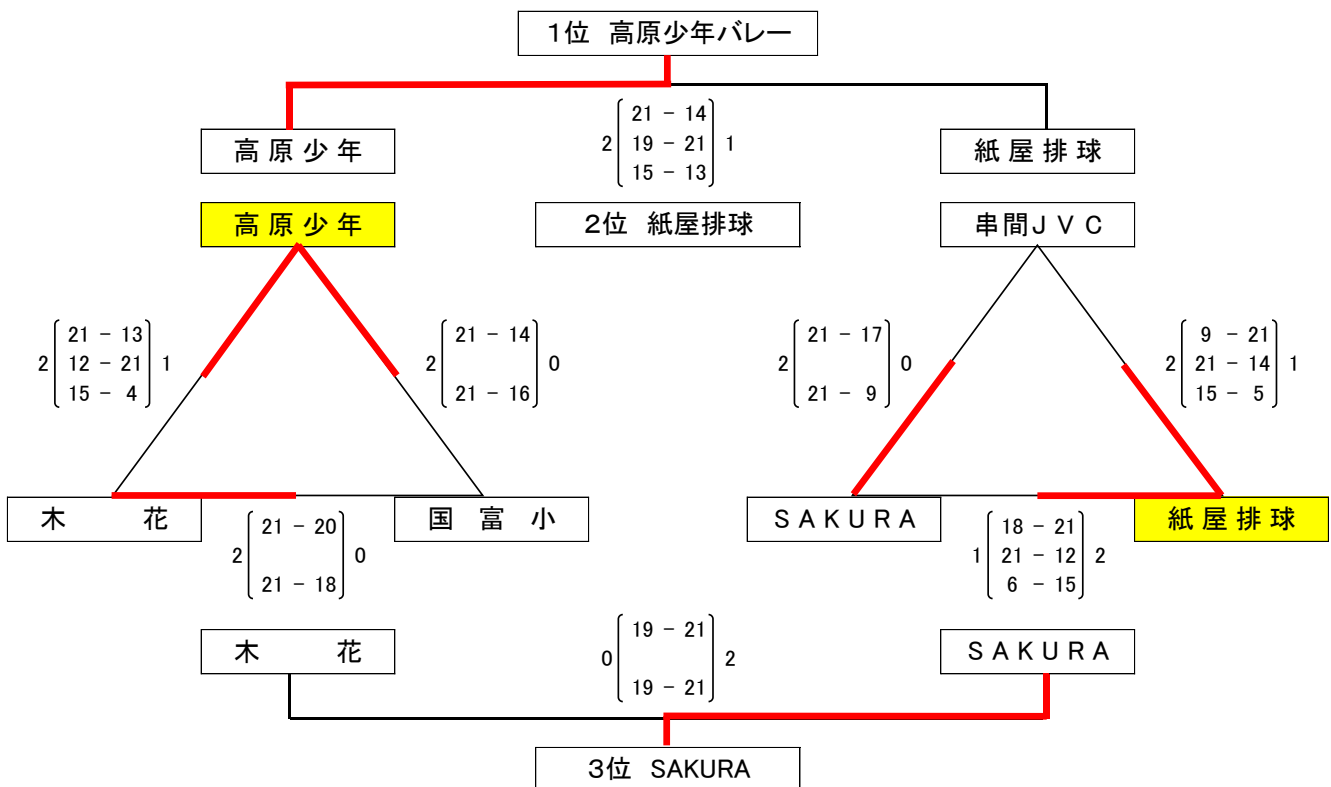 1位 高原少年バレー
高原少年
2
21 - 14
19 - 21
15 - 13
1
紙屋排球
高原少年
2位 紙屋排球
串間JVC
2
21 - 13
12 - 21
15 - 4
1
2
21 - 14
21 - 16
0
2
21 - 17
21 - 9
0
2
9 - 21
21 - 14
15 - 5
1
木 花
国富小
SAKURA
紙屋排球
2
21 - 20
21 - 18
0
1
18 - 21
21 - 12
6 - 15
2
木 花
0
19 - 21
19 - 21
2
SAKURA
3位 SAKURA